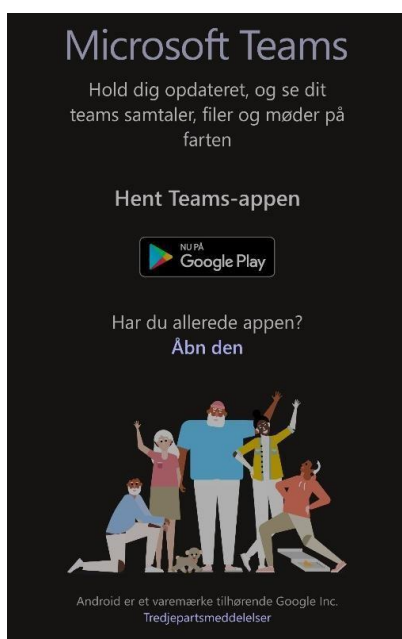 Microsoft Teams
Hold dig opdateret, og se dit
teams samtaler, filer og møder på
farten
Hent Teams-appen
NU PÅ
Google Play
Har du allerede appen?
Åbn den
Android er et varemærke tilhørende Google Inc.
Tredjepartsmeddelelser